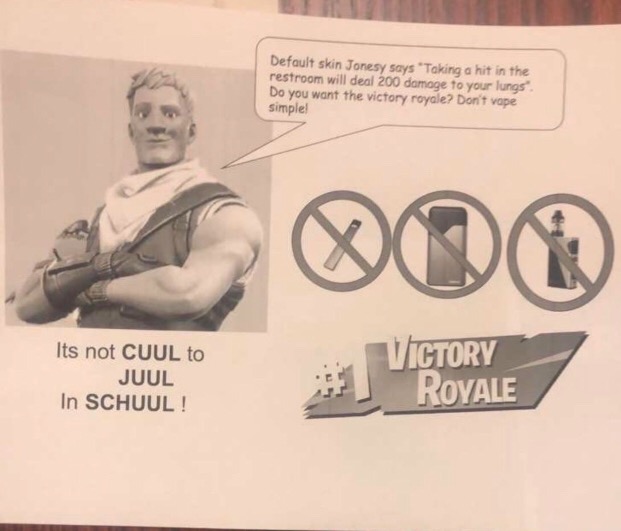 Default skin Jonesy says "Taking a hit in the
restroom will deal 200 damage to your lungs".
Do you want the victory royale? Don't vape
simple!
Its not CUUL to
JUUL
In SCHUUL !
#1 VICTORY
ROYALE